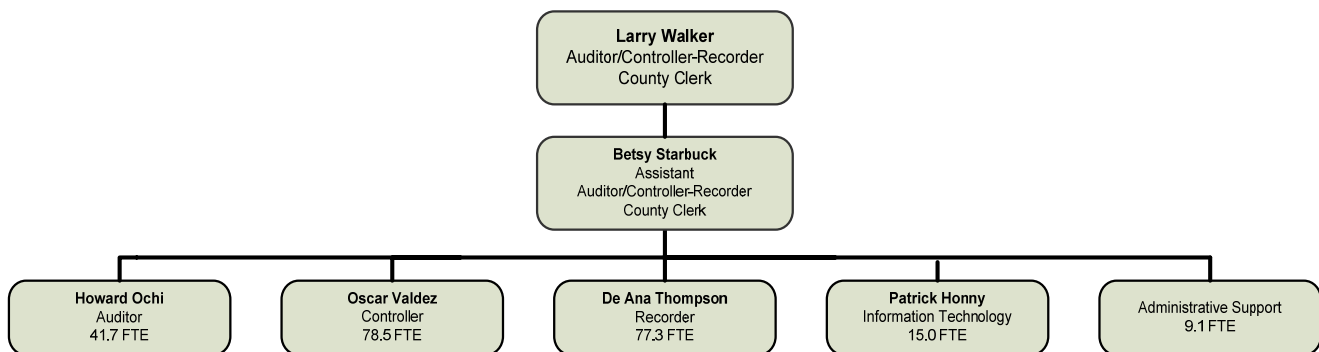 Larry Walker
Auditor/Controller-Recorder
County Clerk
Betsy Starbuck
Assistant
Auditor/Controller-Recorder
County Clerk
Howard Ochi
Auditor
41.7 FTE
Oscar Valdez
Controller
78.5 FTE
De Ana Thompson
Recorder
77.3 FTE
Patrick Honny
Information Technology
15.0 FTE
Administrative Support
9.1 FTE